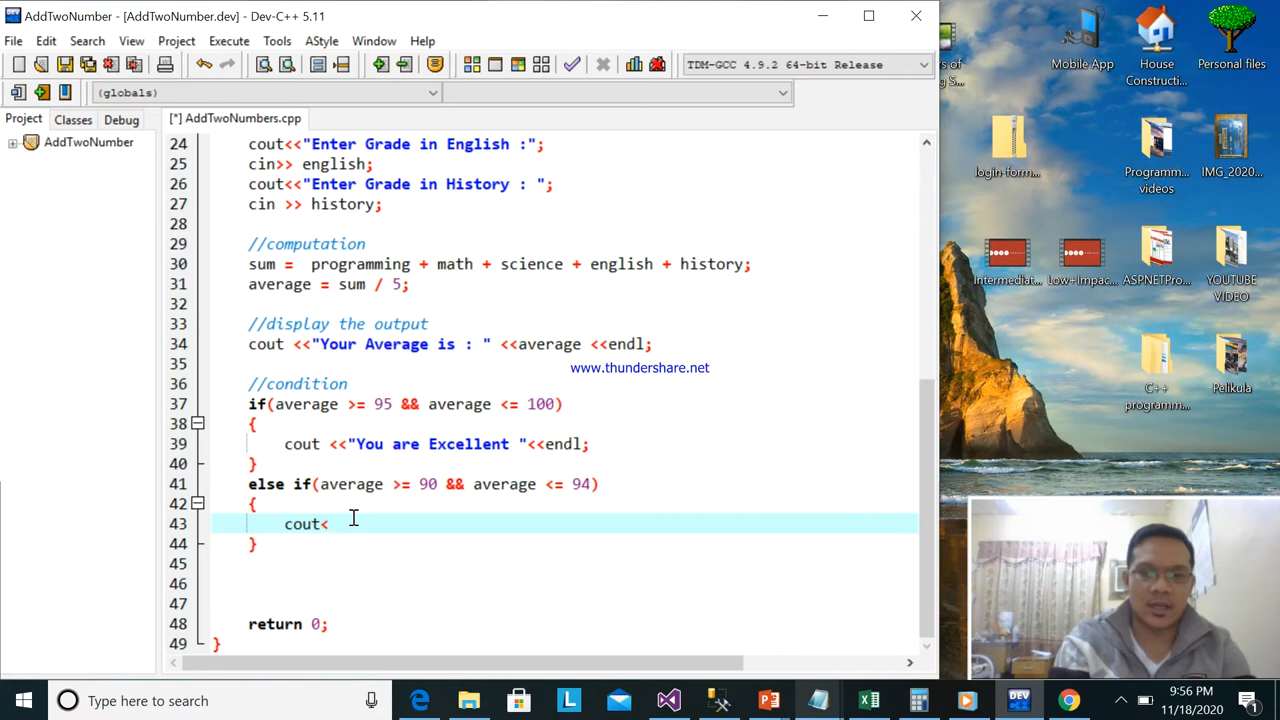 AddTwoNumber - [AddTwoNumber.dev] - Dev-C++ 5.11
File Edit Search View Project Execute Tools AStyle Window Help
TDM-GCC 4.9.2 64-bit Release
(globals)
Project Classes Debug
[*] AddTwoNumbers.cpp
AddTwoNumber
24 cout<<"Enter Grade in English :";
25 cin>> english;
26 cout<<"Enter Grade in History : ";
27 cin >> history;
28
29 //computation
30 sum =  programming + math + science + english + history;
31 average = sum / 5;
32
33 //display the output
34 cout <<"Your Average is : " <<average <<endl;
35
www.thundershare.net
36 //condition
37 if(average >= 95 && average <= 100)
38 {
39 cout <<"You are Excellent "<<endl;
40 }
41 else if(average >= 90 && average <= 94)
42 {
43 cout<
44 }
45
46
47
48 return 0;
49 }
Mobile App
House Constructi...
Personal files
login-form...
Programm... videos
IMG_2020...
Intermediat...
Low+Impac...
ASPNETPro...
YOUTUBE VIDEO
C++ programm...
Pelikula
Type here to search
DEV
9:56 PM
11/18/2020
1